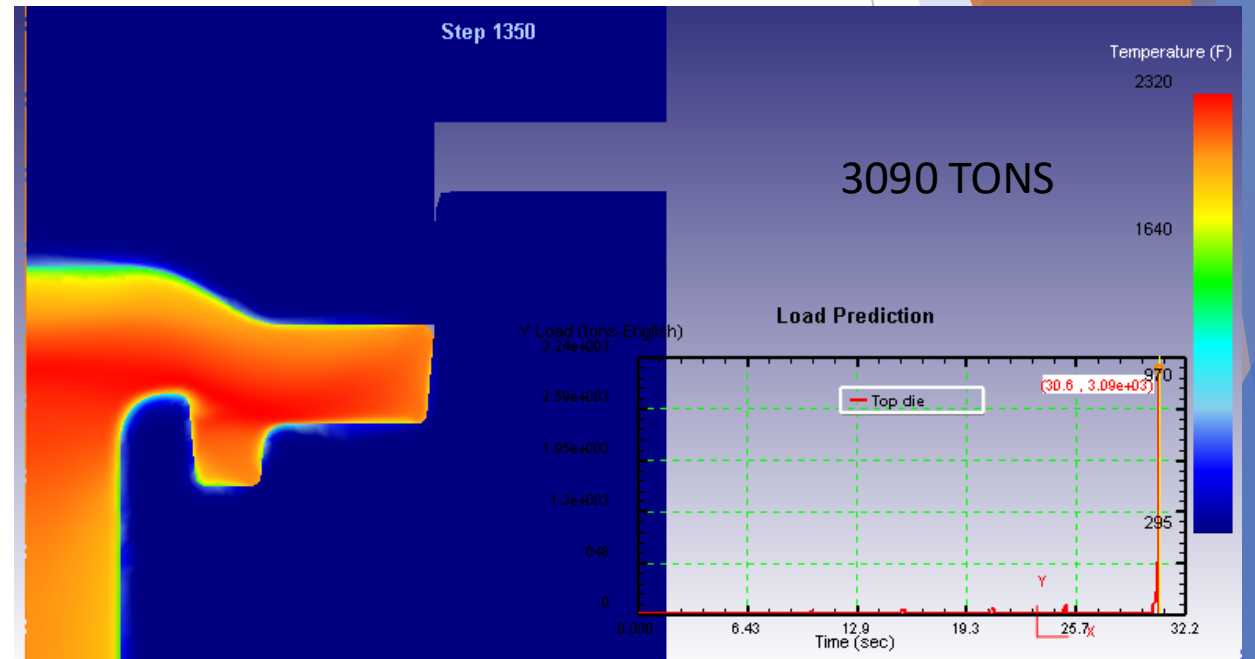 Step 1350
Temperature (F)
2320
3090 TONS
1640
Load Prediction
Y Load (tons-English)
3.24e+003
970
(30.6 , 3.09e+03)
2.59e+003
Top die
1.95e+003
1.3e+003
295
648
Y
0
0.000 6.43 12.9 19.3 25.7 X 32.2
Time (sec)